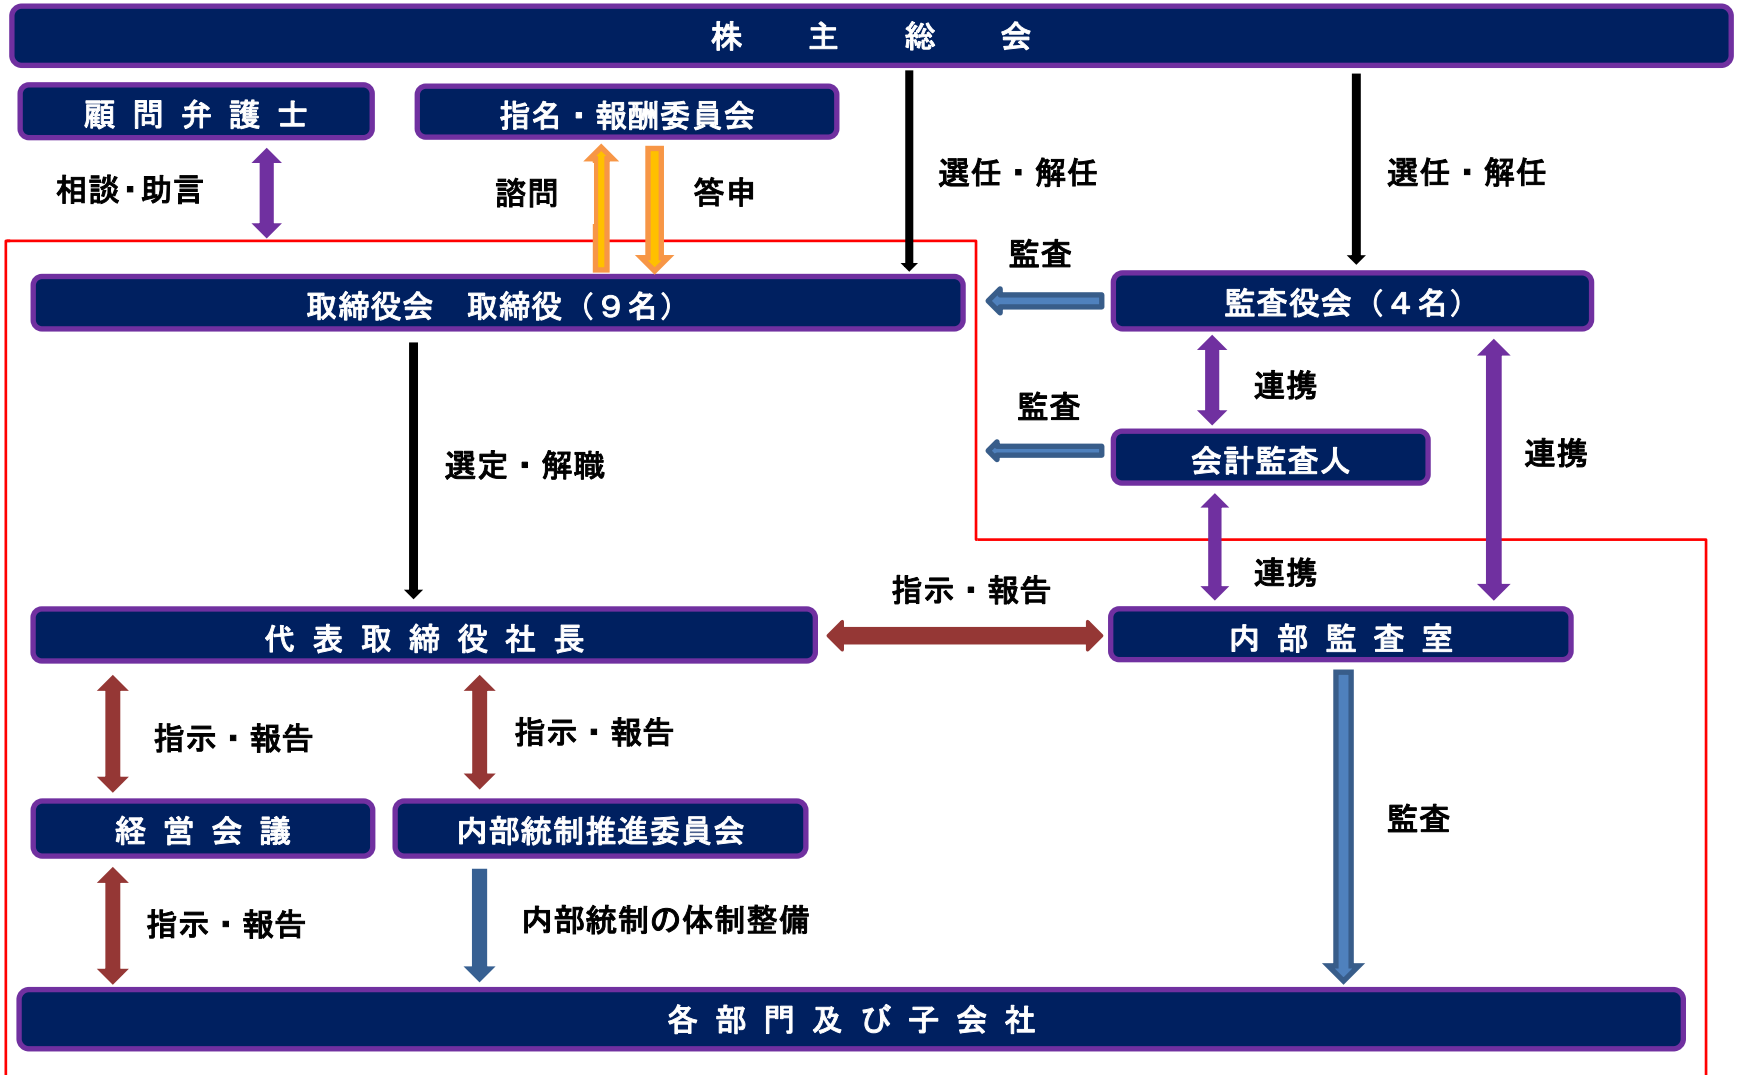 株主総会
顧問弁護士
指名・報酬委員会
相談・助言
諮問
答申
選任・解任
選任・解任
監査
取締役会　取締役（９名）
監査役会（４名）
連携
監査
選定・解職
会計監査人
連携
連携
指示・報告
代表取締役社長
内部監査室
指示・報告
指示・報告
経営会議
内部統制推進委員会
監査
指示・報告
内部統制の体制整備
各部門及び子会社